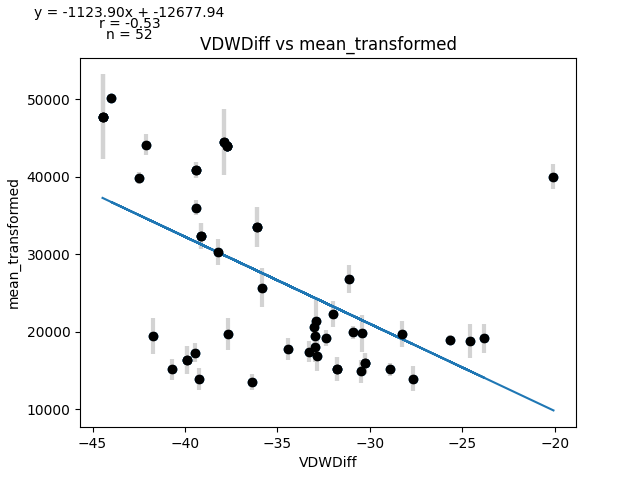 y = -1123.90x + -12677.94
r = -0.53
n = 52
VDWDiff vs mean_transformed
mean_transformed
50000
40000
30000
20000
10000
−45
−40
−35
−30
−25
−20
VDWDiff